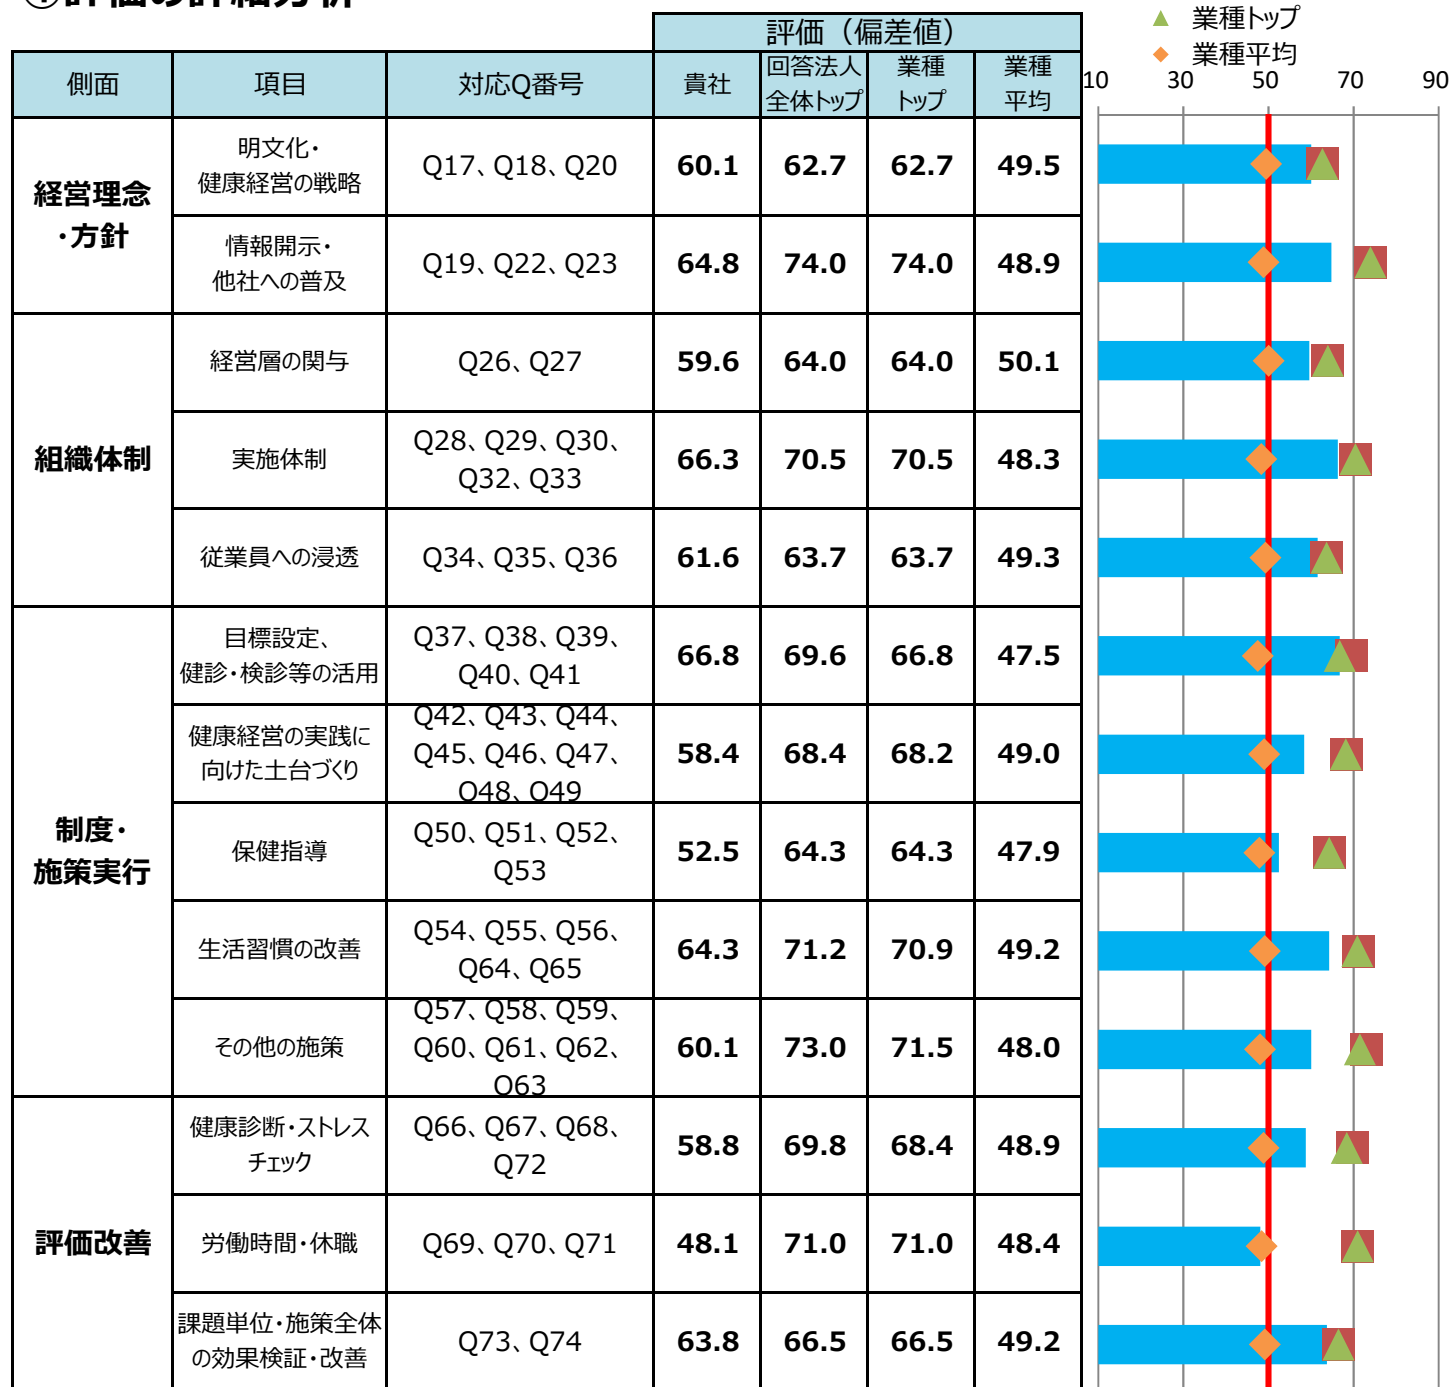 ①評価の詳細分析
評価（偏差値）
側面 項目 対応Q番号 貴社 回答法人 業種 業種
全体トップ トップ 平均
▲ 業種トップ
◆ 業種平均
10 30 50 70 90
経営理念
・方針
明文化・
健康経営の戦略
Q17、Q18、Q20 60.1 62.7 62.7 49.5
情報開示・
他社への普及
Q19、Q22、Q23 64.8 74.0 74.0 48.9
組織体制
経営層の関与 Q26、Q27 59.6 64.0 64.0 50.1
実施体制
Q28、Q29、Q30、
Q32、Q33
66.3 70.5 70.5 48.3
従業員への浸透 Q34、Q35、Q36 61.6 63.7 63.7 49.3
制度・
施策実行
目標設定、
健診・検診等の活用
Q37、Q38、Q39、
Q40、Q41
66.8 69.6 66.8 47.5
健康経営の実践に
向けた土台づくり
Q42、Q43、Q44、
Q45、Q46、Q47、
Q48、Q49
58.4 68.4 68.2 49.0
保健指導
Q50、Q51、Q52、
Q53
52.5 64.3 64.3 47.9
生活習慣の改善
Q54、Q55、Q56、
Q64、Q65
64.3 71.2 70.9 49.2
その他の施策
Q57、Q58、Q59、
Q60、Q61、Q62、
Q63
60.1 73.0 71.5 48.0
評価改善
健康診断・ストレス
チェック
Q66、Q67、Q68、
Q72
58.8 69.8 68.4 48.9
労働時間・休職 Q69、Q70、Q71 48.1 71.0 71.0 48.4
課題単位・施策全体
の効果検証・改善
Q73、Q74 63.8 66.5 66.5 49.2